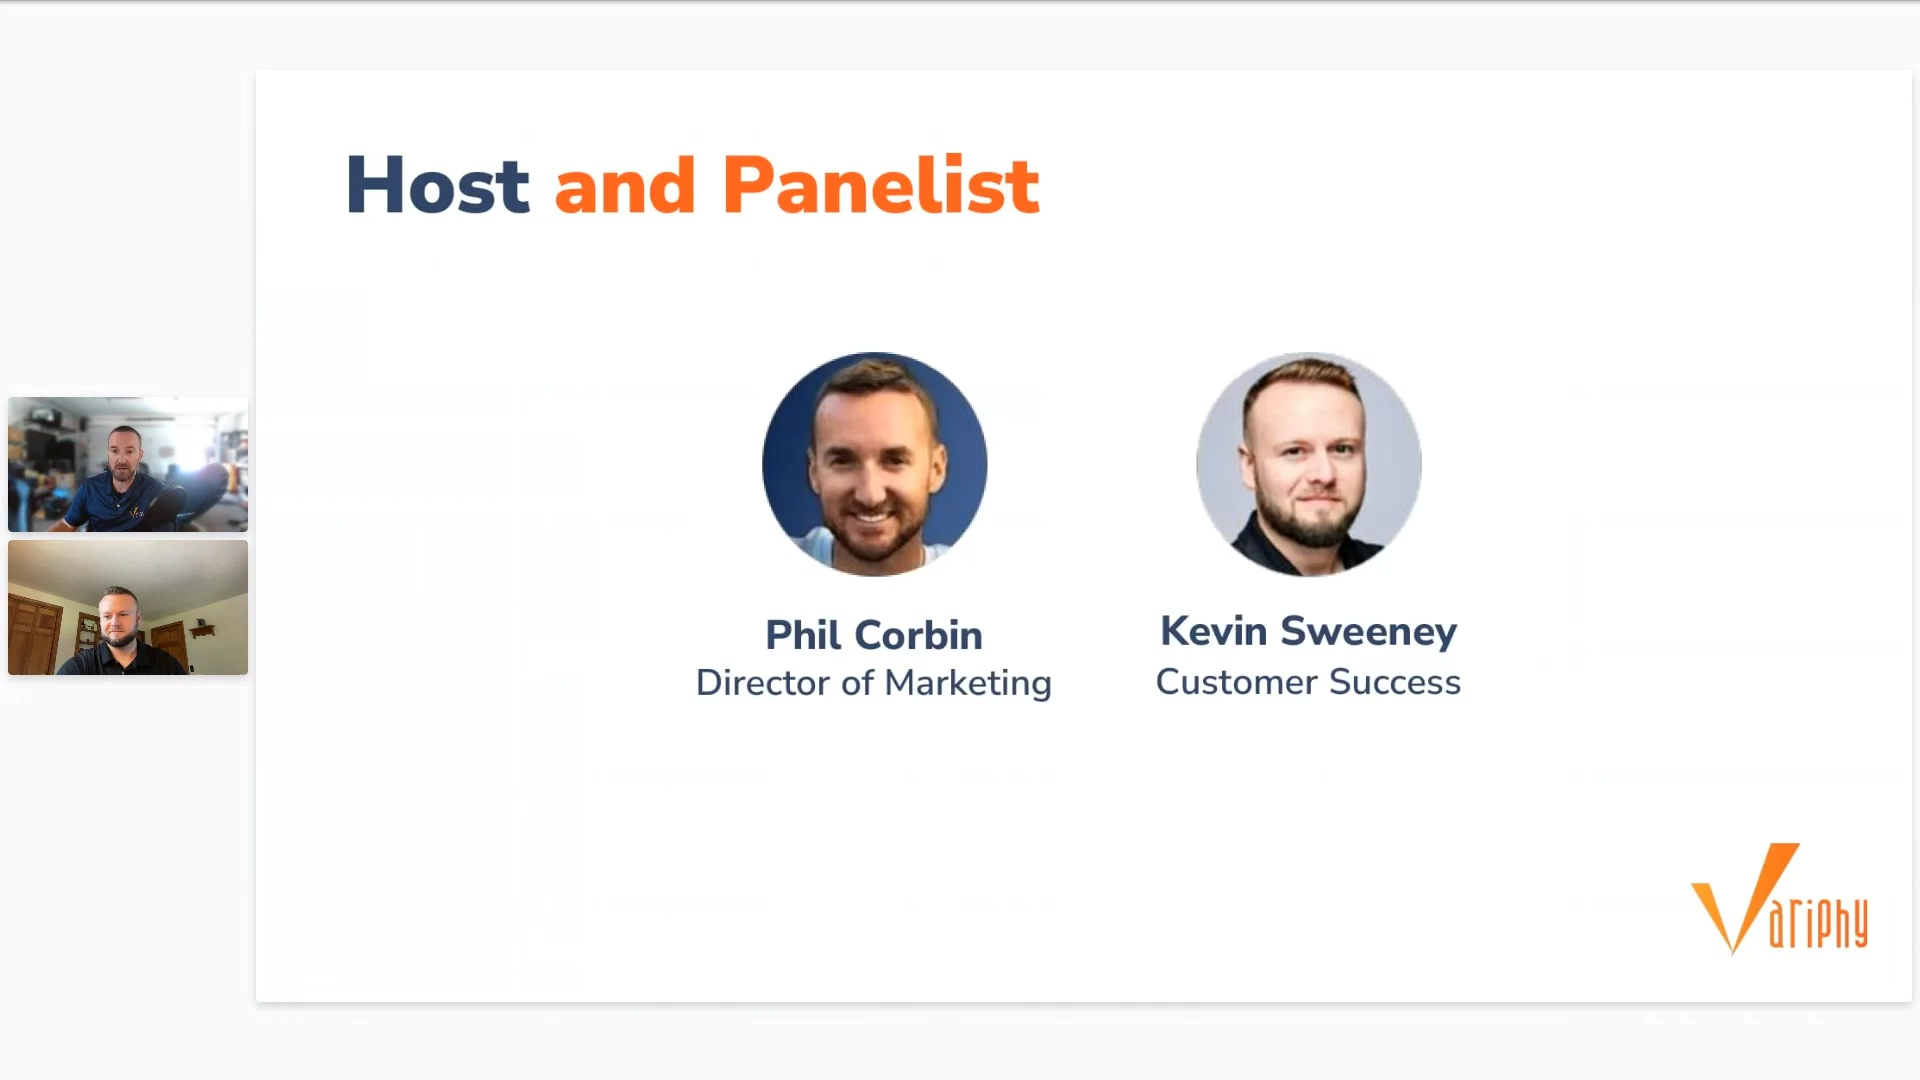 Host and Panelist
Phil Corbin
Director of Marketing
Kevin Sweeney
Customer Success
Variphy